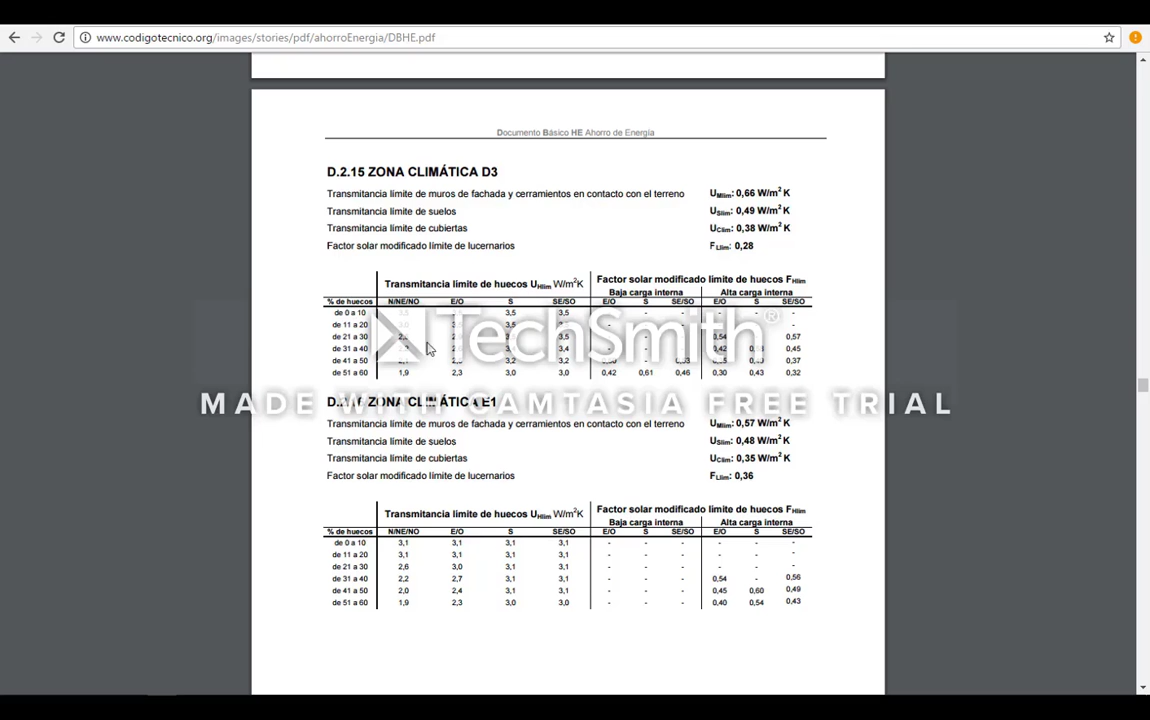 www.codigotecnico.org/images/stories/pdf/ahorroEnergia/DBHE.pdf
Documento Básico HE Ahorro de Energía
D.2.15 ZONA CLIMÁTICA D3
Transmitancia límite de muros de fachada y cerramientos en contacto con el terreno UMlim: 0,66 W/m2 K
Transmitancia límite de suelos USlim: 0,49 W/m2 K
Transmitancia límite de cubiertas UClim: 0,38 W/m2 K
Factor solar modificado límite de lucernarios FLlim: 0,28
Transmitancia límite de huecos UHlim W/m2K Factor solar modificado límite de huecos FHlim
Baja carga interna Alta carga interna
% de huecos N/NE/NO E/O S SE/SO E/O S SE/SO E/O S SE/SO
de 0 a 10 3,5 3,5 3,5 3,5 - - - - - -
de 11 a 20 3,0 3,5 3,5 - - -
de 21 a 30 3,5 - 0,54 0,57
de 31 a 40 0,42 0,45
de 41 a 50 3,2 3,2 - 0,37
de 51 a 60 1,9 2,3 3,0 3,0 0,42 0,61 0,46 0,30 0,43 0,32
TechSmith®
MADE WITH CAMTASIA FREE TRIAL
ZONA CLIMÁTICA E1
Transmitancia límite de muros de fachada y cerramientos en contacto con el terreno UMlim: 0,57 W/m2 K
Transmitancia límite de suelos USlim: 0,48 W/m2 K
Transmitancia límite de cubiertas UClim: 0,35 W/m2 K
Factor solar modificado límite de lucernarios FLlim: 0,36
Transmitancia límite de huecos UHlim W/m2K Factor solar modificado límite de huecos FHlim
Baja carga interna Alta carga interna
% de huecos N/NE/NO E/O S SE/SO E/O S SE/SO E/O S SE/SO
de 0 a 10 3,1 3,1 3,1 3,1 - - - - - -
de 11 a 20 3,1 3,1 3,1 3,1 - - - - - -
de 21 a 30 2,6 3,0 3,1 3,1 - - - - - -
de 31 a 40 2,2 2,7 3,1 3,1 - - - 0,54 - 0,56
de 41 a 50 2,0 2,4 3,1 3,1 - - - 0,45 0,60 0,49
de 51 a 60 1,9 2,3 3,0 3,0 - - - 0,40 0,54 0,43